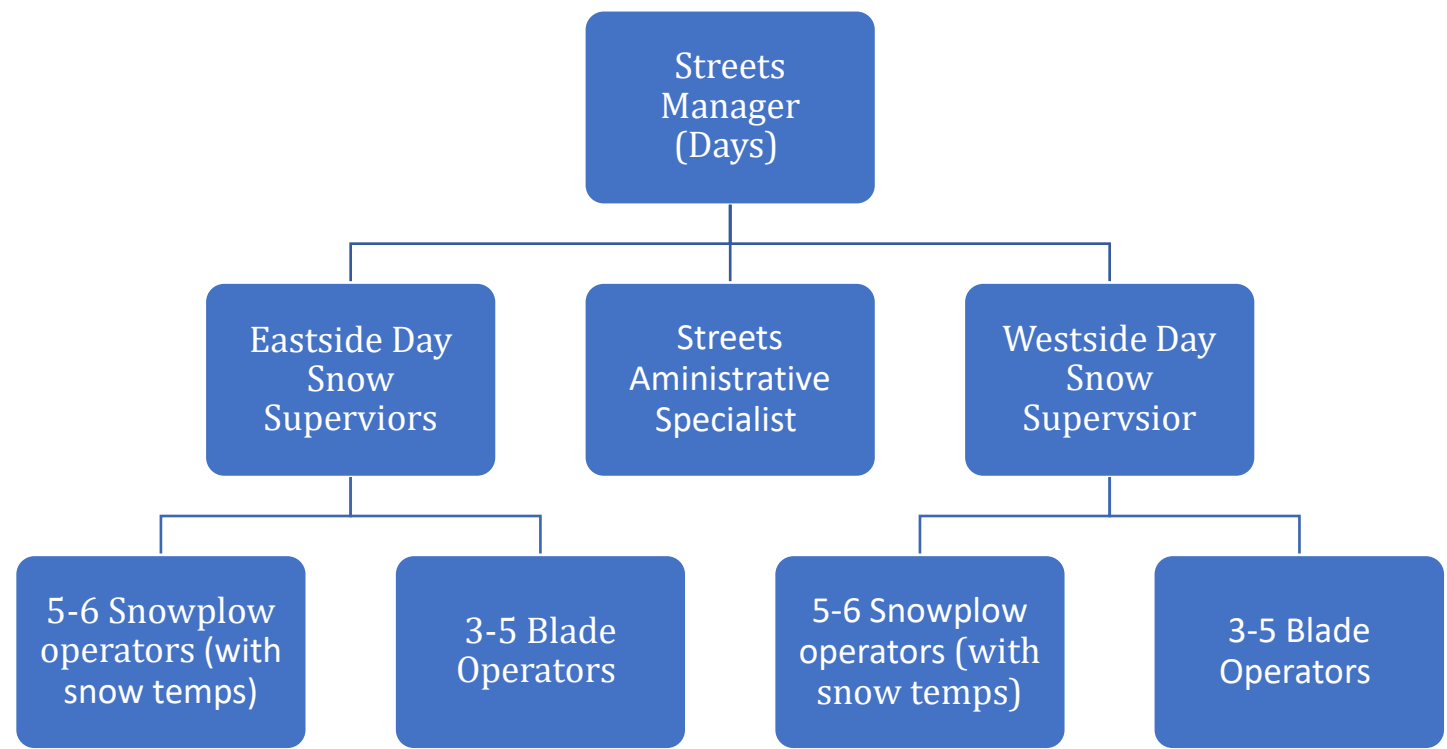 Streets
Manager
(Days)
Eastside Day
Snow
Superviors
Streets
Aministrative
Specialist
Westside Day
Snow
Supervsior
5-6 Snowplow
operators (with
snow temps)
3-5 Blade
Operators
5-6 Snowplow
operators (with
snow temps)
3-5 Blade
Operators